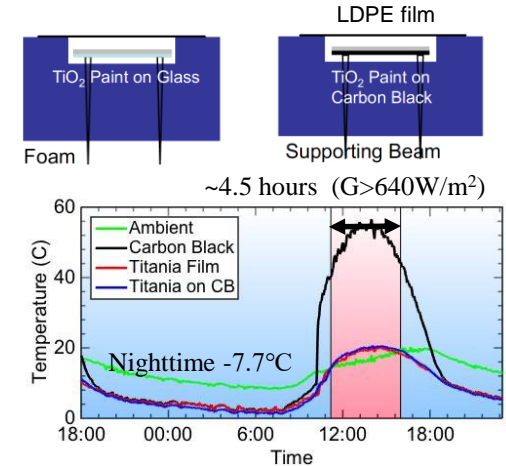 LDPE film
TiO2 Paint on Glass
TiO2 Paint on
Carbon Black
Foam
Supporting Beam
~4.5 hours (G>640W/m2)
60
40
20
0
Temperature (C)
Ambient
Carbon Black
Titania Film
Titania on CB
Nighttime -7.7°C
18:00 00:00 6:00 12:00 18:00
Time